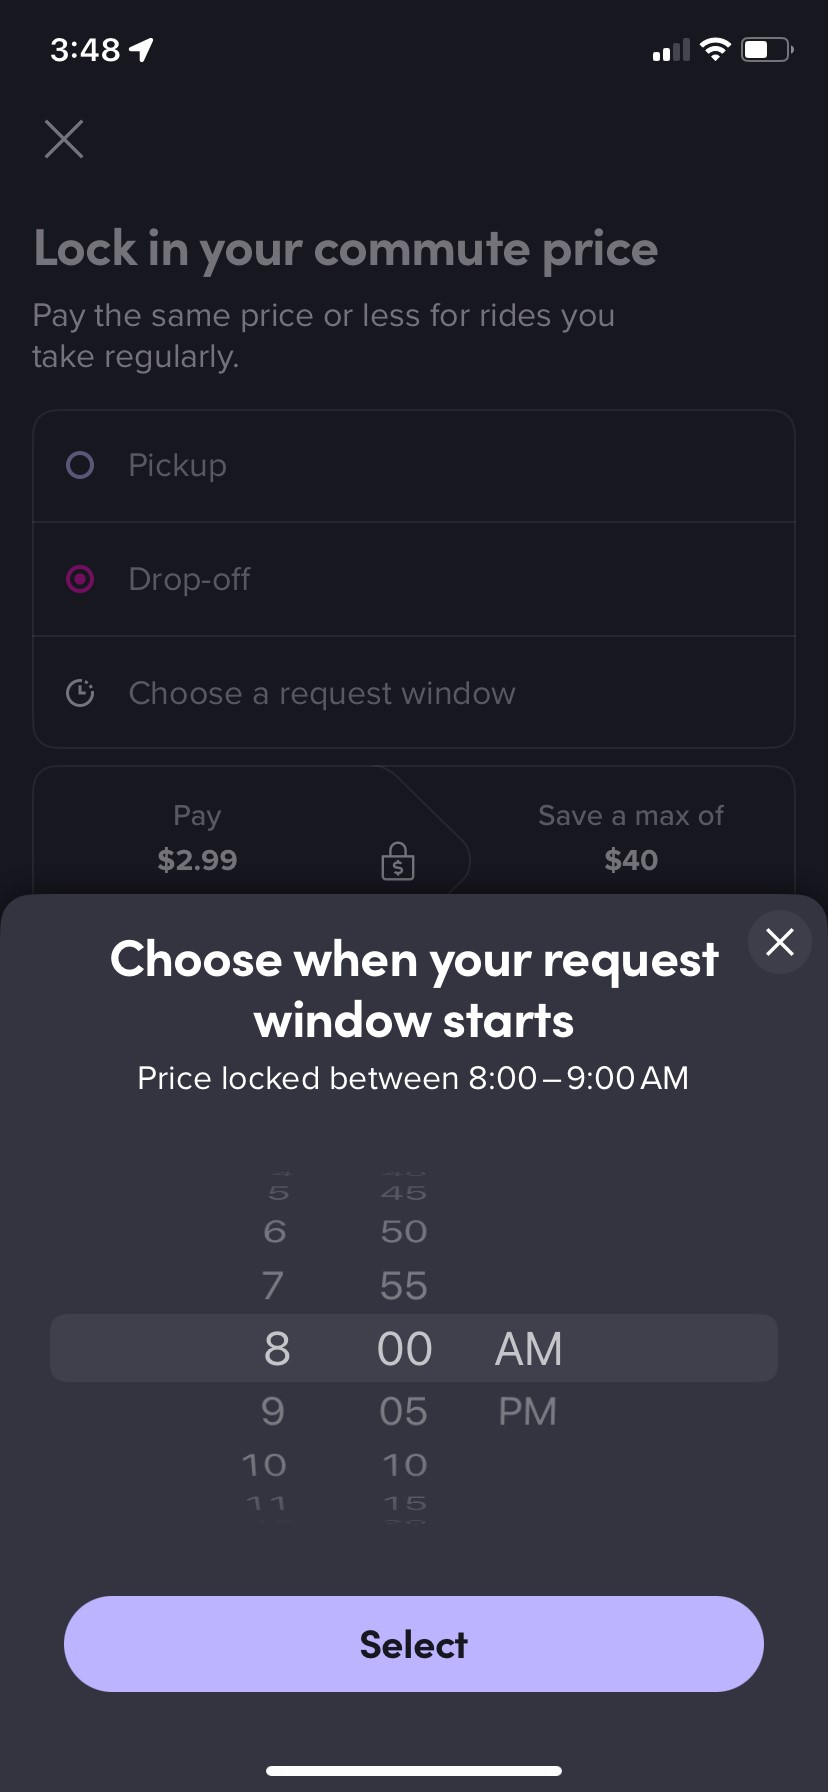 3:48
Lock in your commute price
Pay the same price or less for rides you
take regularly.
Pickup
Drop-off
Choose a request window
Pay
Save a max of
$2.99
$
$40
Choose when your request
window starts
Price locked between 8:00 – 9:00 AM
5 45
6 50
7 55
8 00 AM
9 05 PM
10 10
11 15
Select